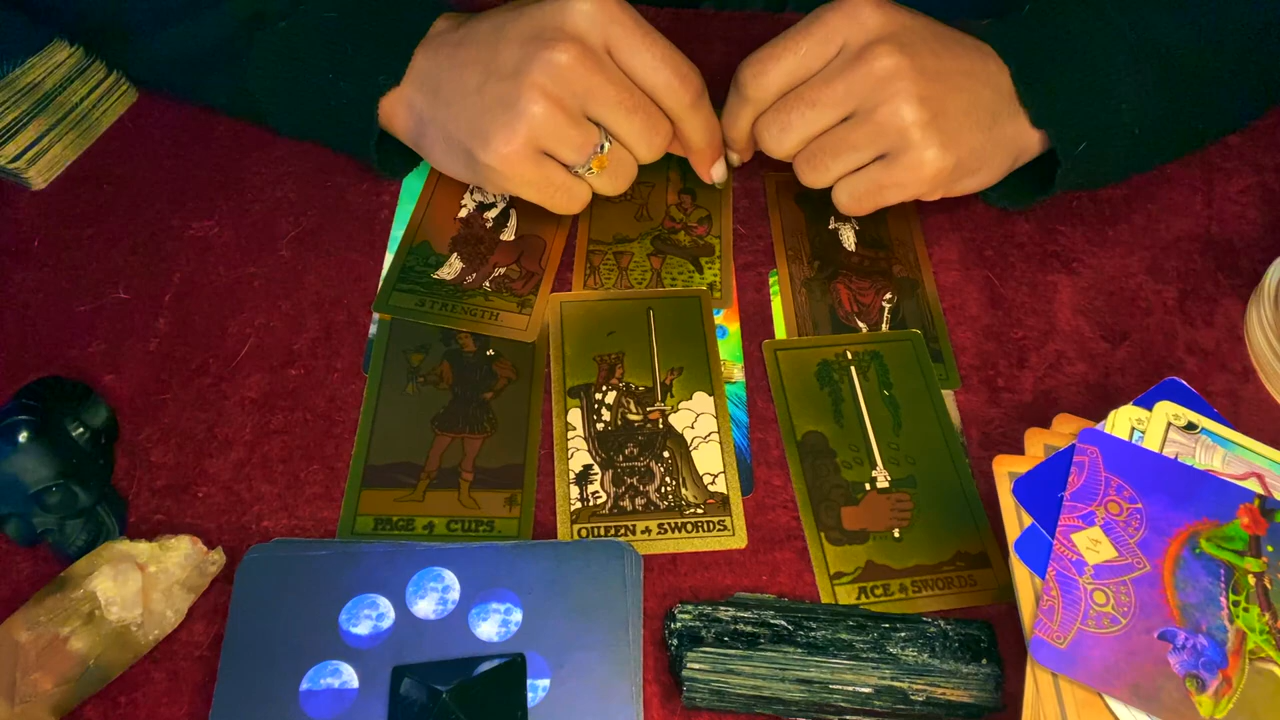 STRENGTH.
PAGE of CUPS.
QUEEN of SWORDS.
ACE of SWORDS
14